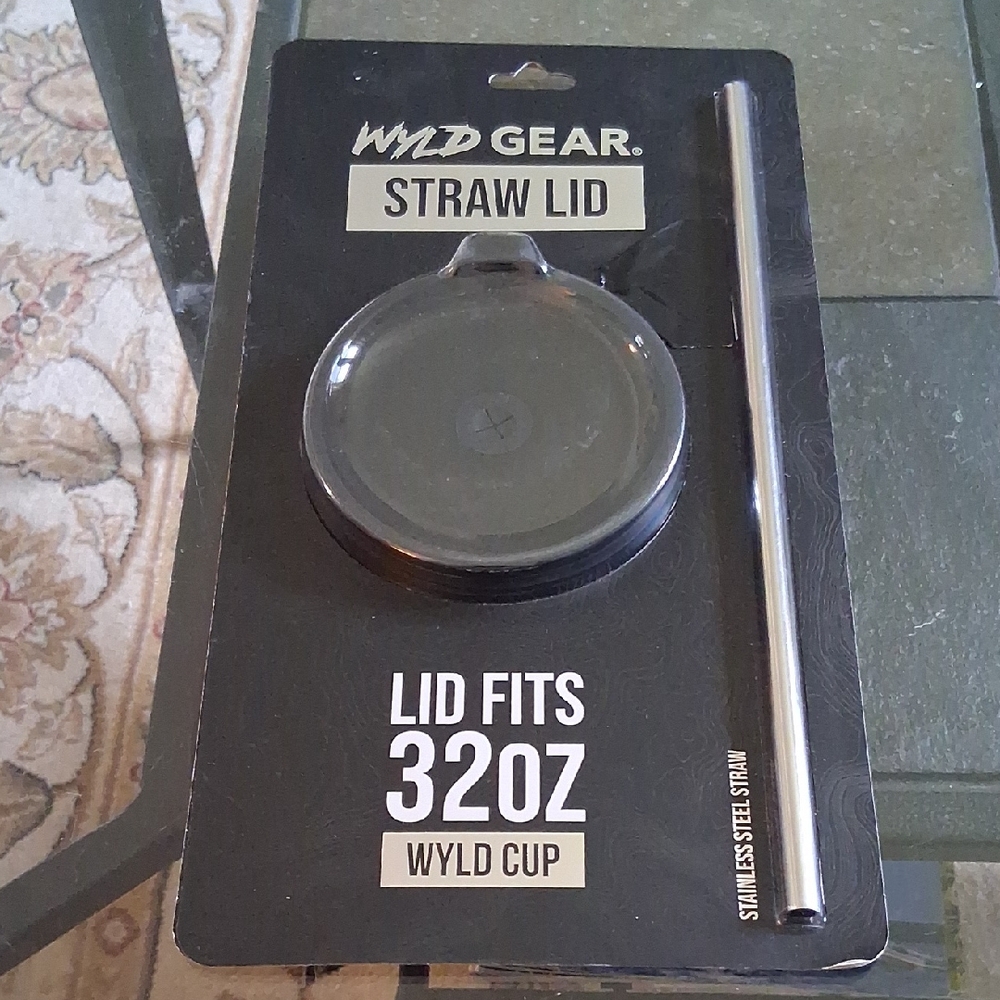 WYLD GEAR®
STRAW LID
LID FITS
32OZ
WYLD CUP
STAINLESS STEEL STRAW